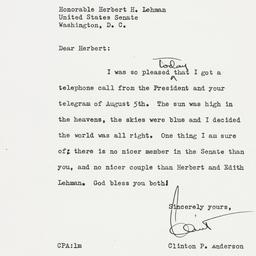 Honorable Herbert H. Lehman
United States Senate
Washington, D. C.
Dear Herbert:
today
I was so pleased ^ that I got a
telephone call from the President and your
telegram of August 5th. The sun was high in
the heavens, the skies were blue and I decided
the world was all right. One thing I am sure
of; there is no nicer member in the Senate than
you, and no nicer couple than Herbert and Edith
Lehman. God bless you both!
Sincerely yours,
Clint
CPA:lm Clinton P. Anderson